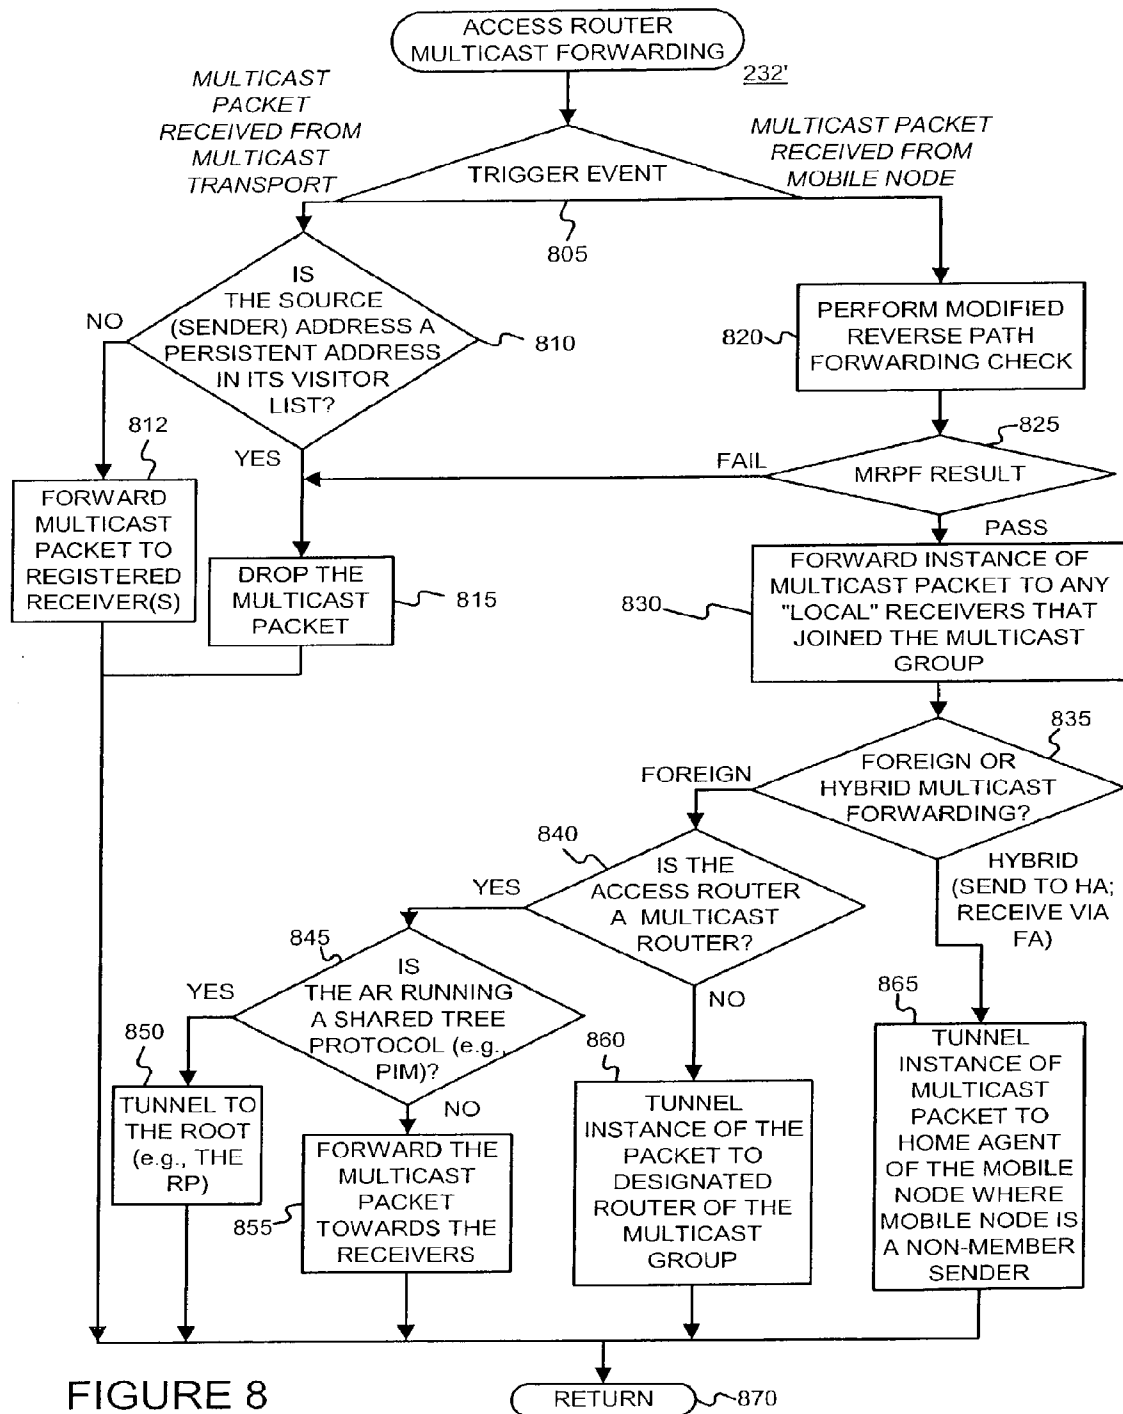 ACCESS ROUTER
MULTICAST FORWARDING
232'
MULTICAST
PACKET
RECEIVED FROM
MULTICAST
TRANSPORT
MULTICAST PACKET
RECEIVED FROM
MOBILE NODE
TRIGGER EVENT
805
IS
THE SOURCE
(SENDER) ADDRESS A
PERSISTENT ADDRESS
IN ITS VISITOR
LIST?
810
NO
YES
PERFORM MODIFIED
REVERSE PATH
FORWARDING CHECK
820
825
MRPF RESULT
FAIL
PASS
812
FORWARD
MULTICAST
PACKET TO
REGISTERED
RECEIVER(S)
DROP THE
MULTICAST
PACKET
815
830
FORWARD INSTANCE OF
MULTICAST PACKET TO ANY
"LOCAL" RECEIVERS THAT
JOINED THE MULTICAST
GROUP
835
FOREIGN OR
HYBRID MULTICAST
FORWARDING?
FOREIGN
HYBRID
(SEND TO HA;
RECEIVE VIA
FA)
840
IS THE
ACCESS ROUTER
A MULTICAST
ROUTER?
YES
NO
845
IS
THE AR RUNNING
A SHARED TREE
PROTOCOL (e.g.,
PIM)?
YES
NO
850
TUNNEL TO
THE ROOT
(e.g., THE
RP)
855
FORWARD THE
MULTICAST
PACKET
TOWARDS THE
RECEIVERS
860
TUNNEL
INSTANCE OF THE
PACKET TO
DESIGNATED
ROUTER OF THE
MULTICAST
GROUP
865
TUNNEL
INSTANCE OF
MULTICAST
PACKET TO
HOME AGENT
OF THE MOBILE
NODE WHERE
MOBILE NODE IS
A NON-MEMBER
SENDER
FIGURE 8
RETURN
870